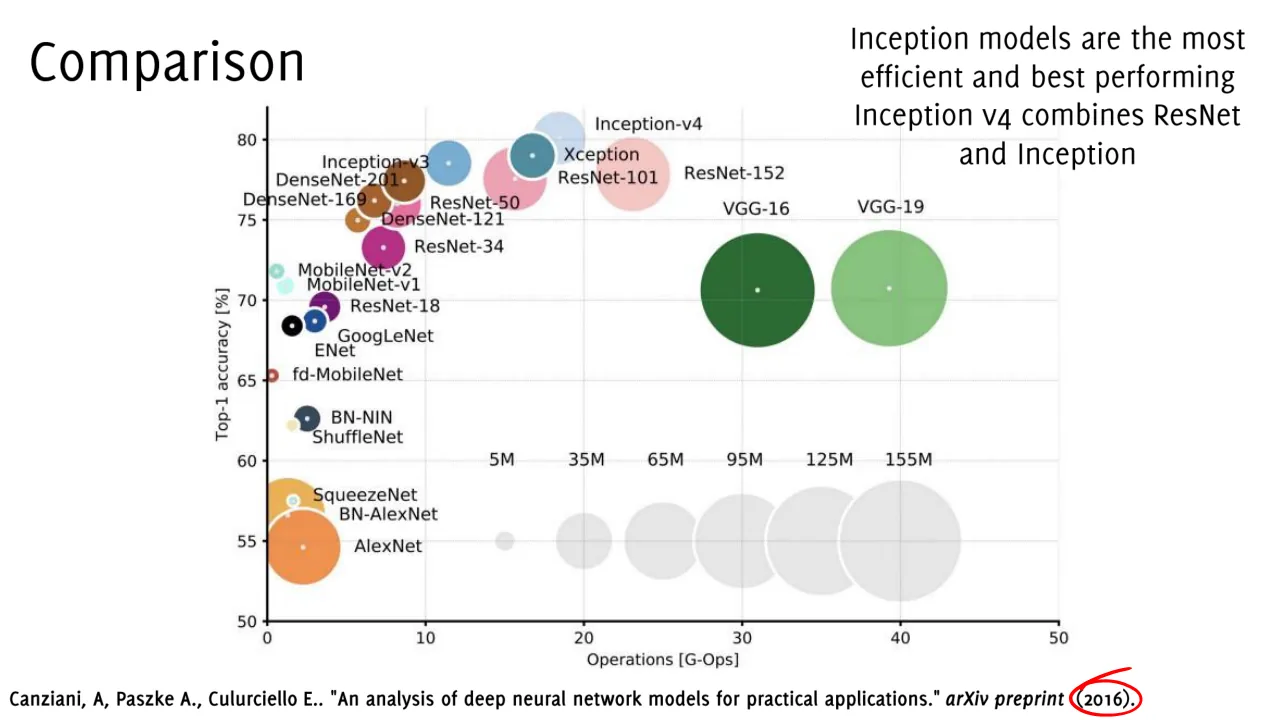 Comparison
Inception models are the most
efficient and best performing
Inception v4 combines ResNet
and Inception
Top-1 accuracy [%]
80
75
70
65
60
55
50
Inception-v4
Xception
Inception-v3
ResNet-152
ResNet-101
DenseNet-201
DenseNet-169
ResNet-50
VGG-16
VGG-19
DenseNet-121
ResNet-34
MobileNet-v2
MobileNet-v1
ResNet-18
GoogLeNet
ENet
fd-MobileNet
BN-NIN
ShuffleNet
5M 35M 65M 95M 125M 155M
SqueezeNet
BN-AlexNet
AlexNet
0 10 20 30 40 50
Operations [G-Ops]
Canziani, A, Paszke A., Culurciello E.. "An analysis of deep neural network models for practical applications." arXiv preprint (2016).